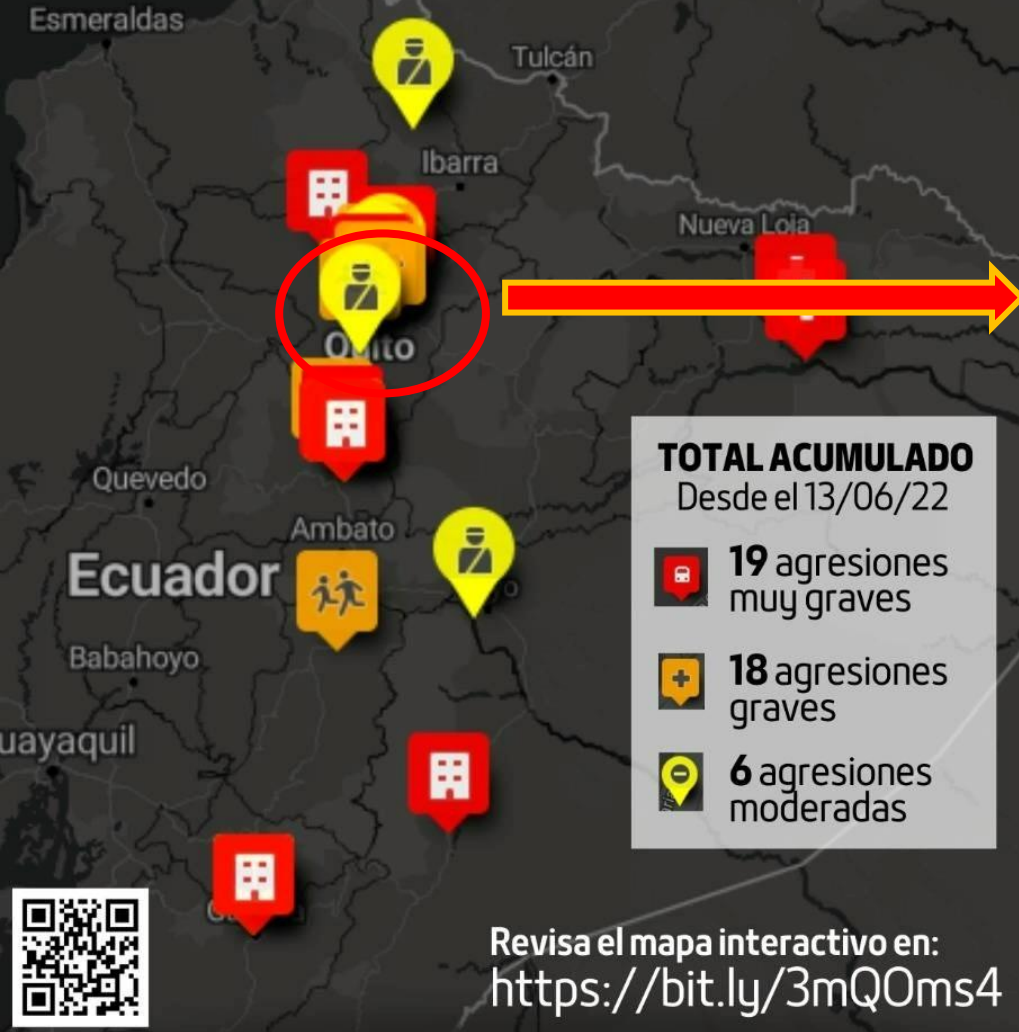 Esmeraldas
Tulcán
Ibarra
Nueva Loja
Quito
Quevedo
Ambato
Ecuador
Babahoyo
uayaquil
TOTAL ACUMULADO
Desde el 13/06/22
19 agresiones
muy graves
18 agresiones
graves
6 agresiones
moderadas
Revisa el mapa interactivo en:
https://bit.ly/3mQOms4